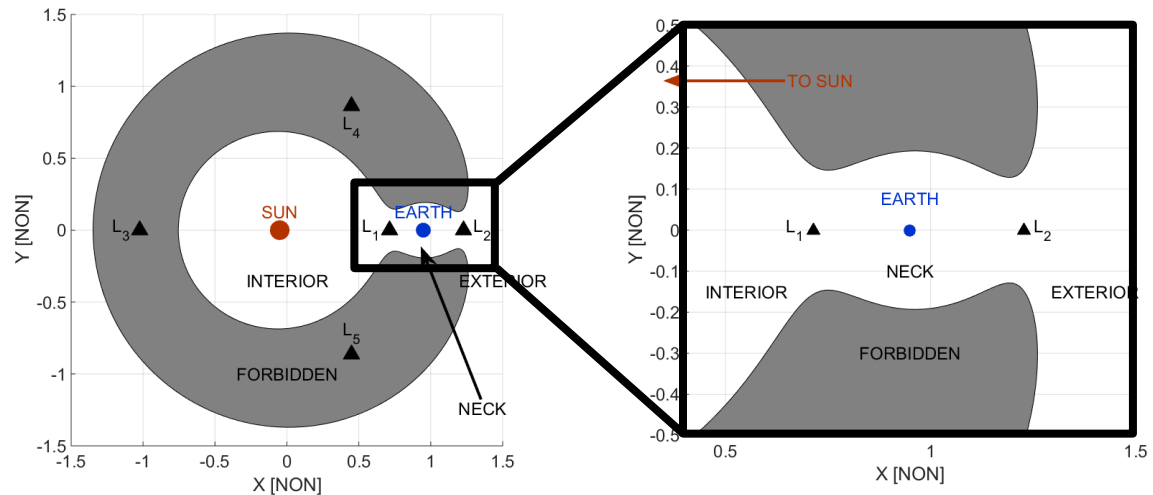 1.5
1
0.5
0
-0.5
-1
-1.5
Y [NON]
-1.5
-1
-0.5
0
0.5
1
1.5
X [NON]
L4
SUN
EARTH
L3
L1
L2
INTERIOR
EXTERIOR
L5
FORBIDDEN
NECK
0.5
0.4
0.3
0.2
0.1
0
-0.1
-0.2
-0.3
-0.4
-0.5
Y [NON]
0.5
1
1.5
X [NON]
TO SUN
EARTH
L1
L2
NECK
INTERIOR
EXTERIOR
FORBIDDEN